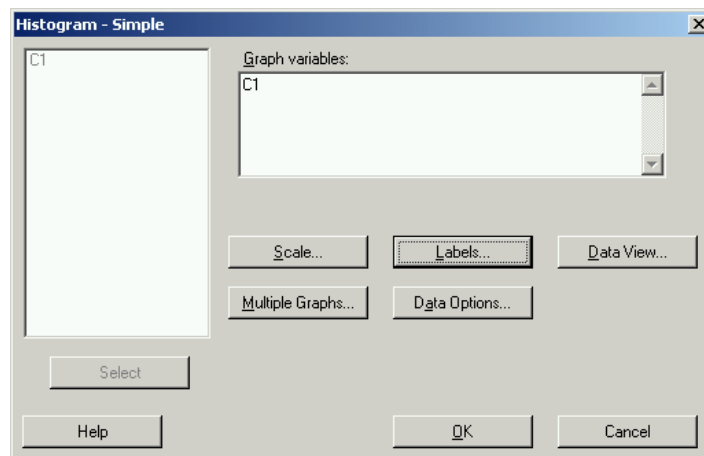 Histogram - Simple
C1
Graph variables:
C1
Scale...
Labels...
Data View...
Multiple Graphs...
Data Options...
Select
Help
OK
Cancel